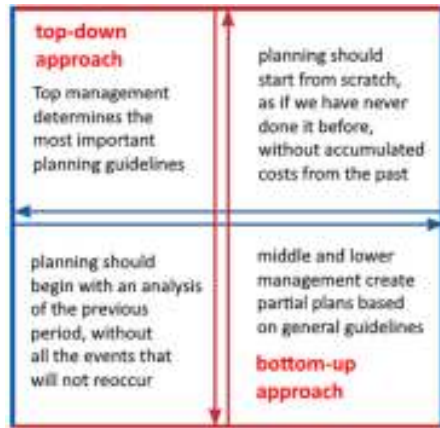 top-down
approach
Top management
determines the
most important
planning guidelines
planning should
start from scratch,
as if we have never
done it before,
without accumulated
costs from the past
planning should
begin with an analysis
of the previous
period, without
all the events that
will not reoccur
middle and lower
management create
partial plans based
on general guidelines
bottom-up
approach